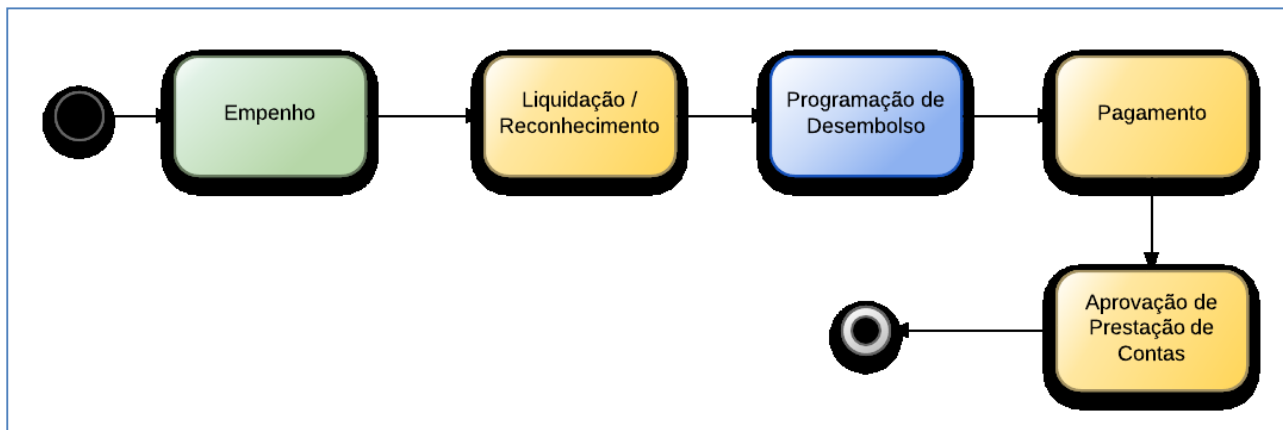 Empenho
Liquidação /
Reconhecimento
Programação de
Desembolso
Pagamento
Aprovação de
Prestação de
Contas